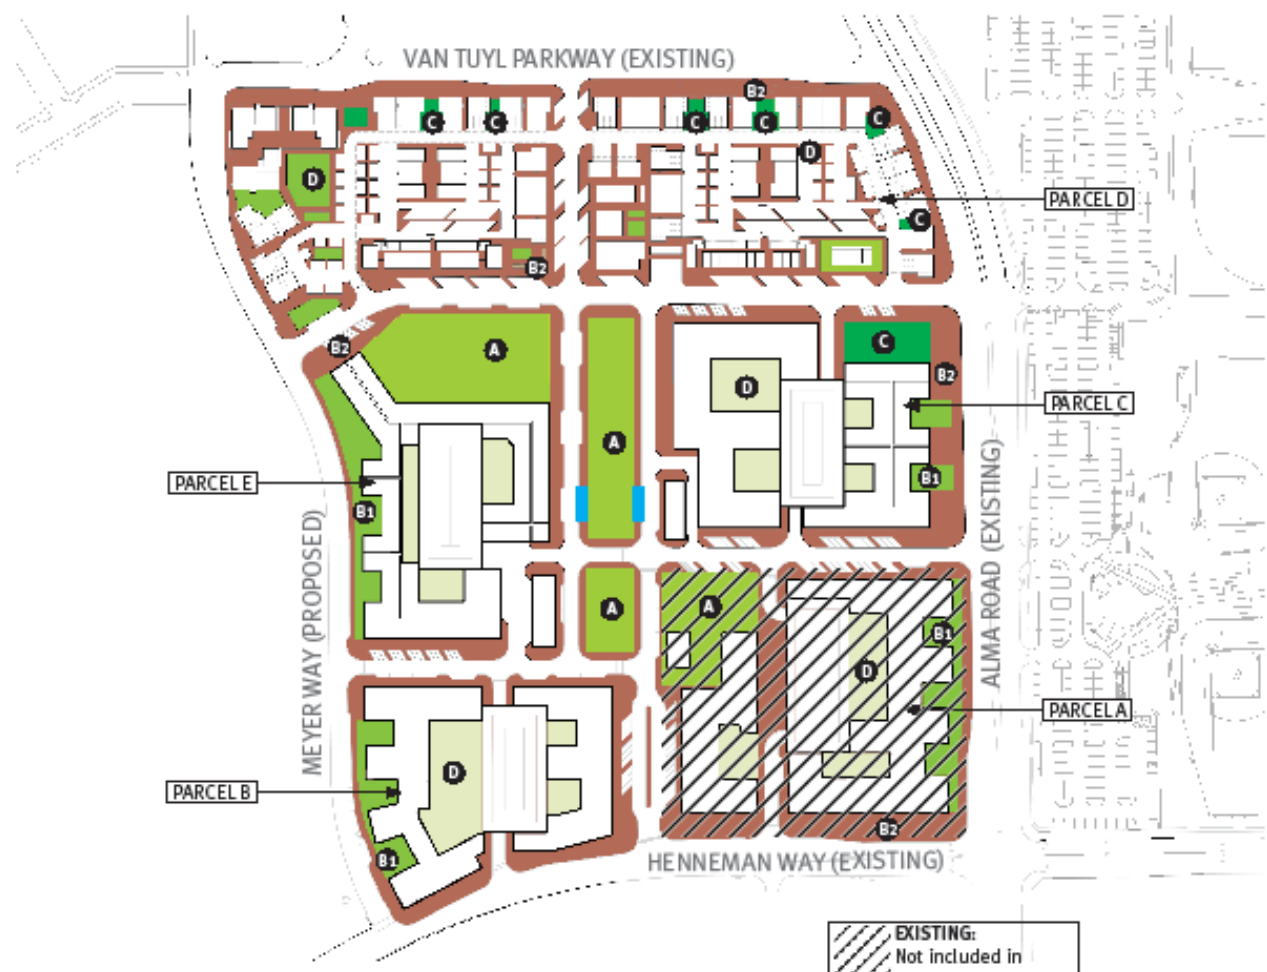 VAN TUYL PARKWAY (EXISTING)
B2
C
C
C
C
C
D
D
PARCEL D
C
B2
B2
A
C
D
B2
PARCEL C
A
PARCEL E
B1
B1
MEYER WAY (PROPOSED)
ALMA ROAD (EXISTING)
A
A
B1
D
PARCEL A
D
PARCEL B
B2
B1
HENNEMAN WAY (EXISTING)
EXISTING:
Not included in